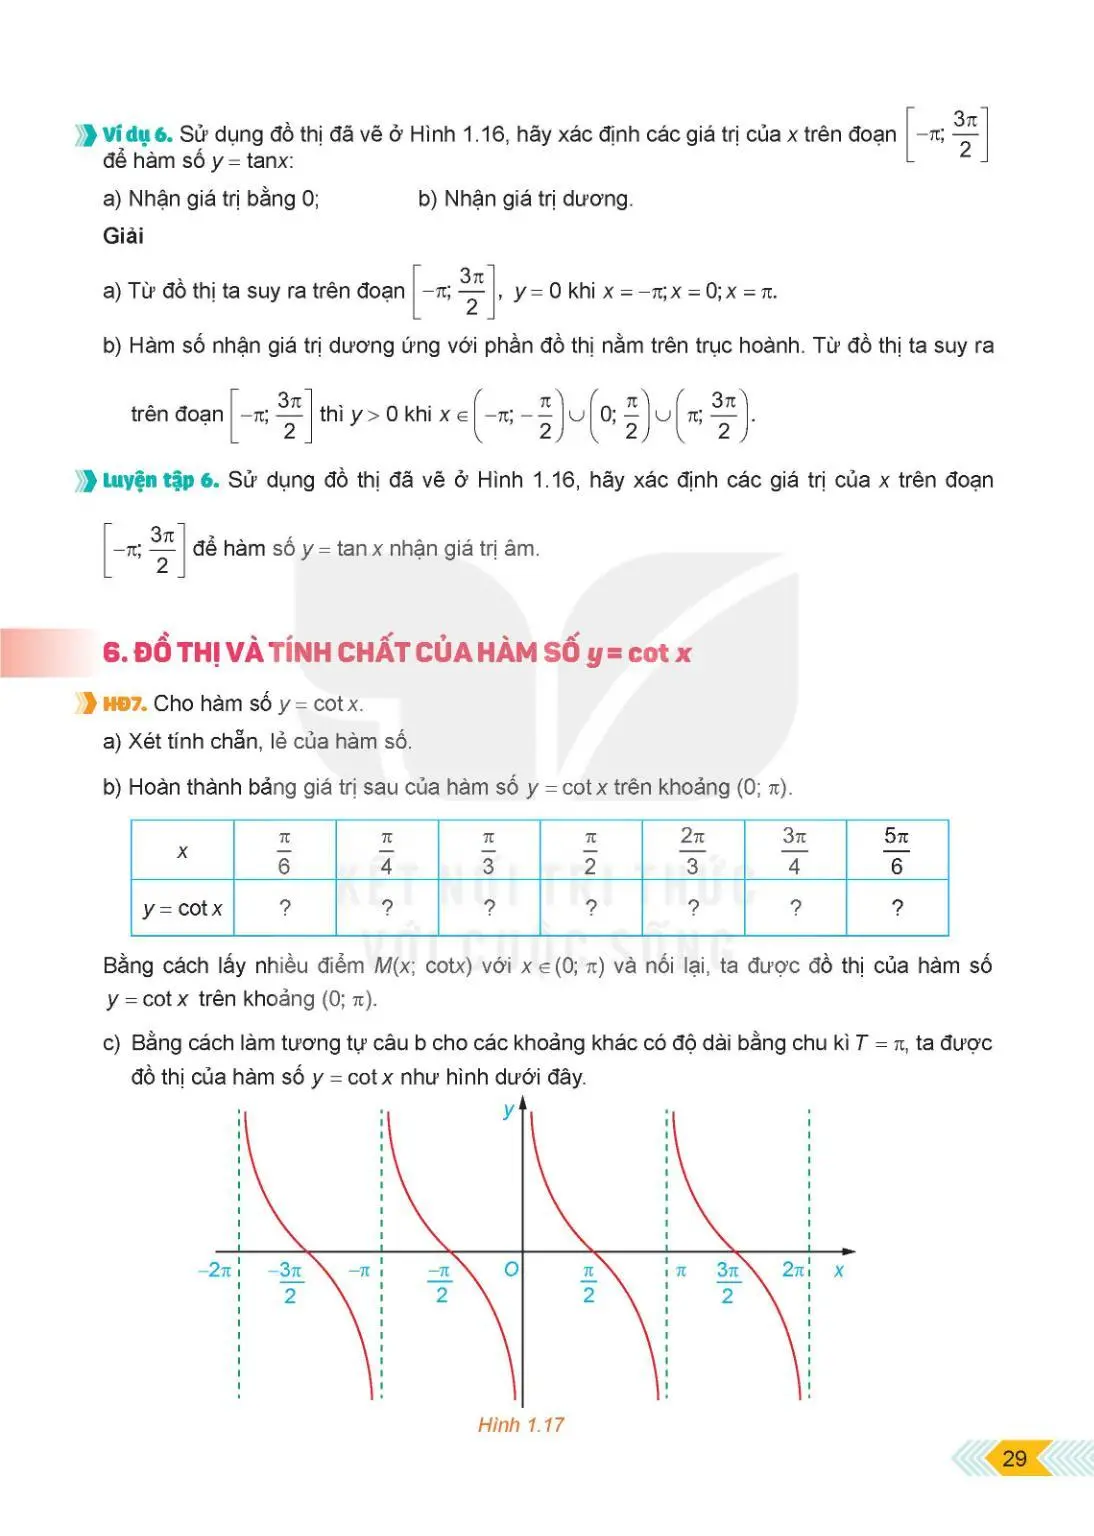 Ví dụ 6. Sử dụng đồ thị đã vẽ ở Hình 1.16, hãy xác định các giá trị của x trên đoạn [−π; 3π/2]
để hàm số y = tanx:
a) Nhận giá trị bằng 0; b) Nhận giá trị dương.
Giải
a) Từ đồ thị ta suy ra trên đoạn [−π; 3π/2], y = 0 khi x = −π; x = 0; x = π.
b) Hàm số nhận giá trị dương ứng với phần đồ thị nằm trên trục hoành. Từ đồ thị ta suy ra
trên đoạn [−π; 3π/2] thì y > 0 khi x ∈ (−π; −π/2) ∪ (0; π/2) ∪ (π; 3π/2).
Luyện tập 6. Sử dụng đồ thị đã vẽ ở Hình 1.16, hãy xác định các giá trị của x trên đoạn
[−π; 3π/2] để hàm số y = tan x nhận giá trị âm.
6. ĐỒ THỊ VÀ TÍNH CHẤT CỦA HÀM SỐ y = cot x
HĐ7. Cho hàm số y = cot x.
a) Xét tính chẵn, lẻ của hàm số.
b) Hoàn thành bảng giá trị sau của hàm số y = cot x trên khoảng (0; π).
x π/6 π/4 π/3 π/2 2π/3 3π/4 5π/6
y = cot x ? ? ? ? ? ? ?
KẾT NỐI TRI THỨC
VỚI CUỘC SỐNG
Bằng cách lấy nhiều điểm M(x; cotx) với x ∈ (0; π) và nối lại, ta được đồ thị của hàm số
y = cot x trên khoảng (0; π).
c) Bằng cách làm tương tự câu b cho các khoảng khác có độ dài bằng chu kì T = π, ta được
đồ thị của hàm số y = cot x như hình dưới đây.
y
−2π −3π/2 −π −π/2 O π/2 π 3π/2 2π x
Hình 1.17
29